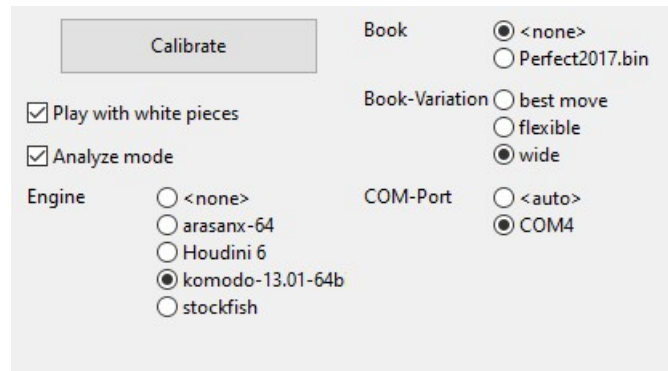 Calibrate
Play with white pieces
Analyze mode
Engine
<none>
arasanx-64
Houdini 6
komodo-13.01-64b
stockfish
Book
<none>
Perfect2017.bin
Book-Variation
best move
flexible
wide
COM-Port
<auto>
COM4